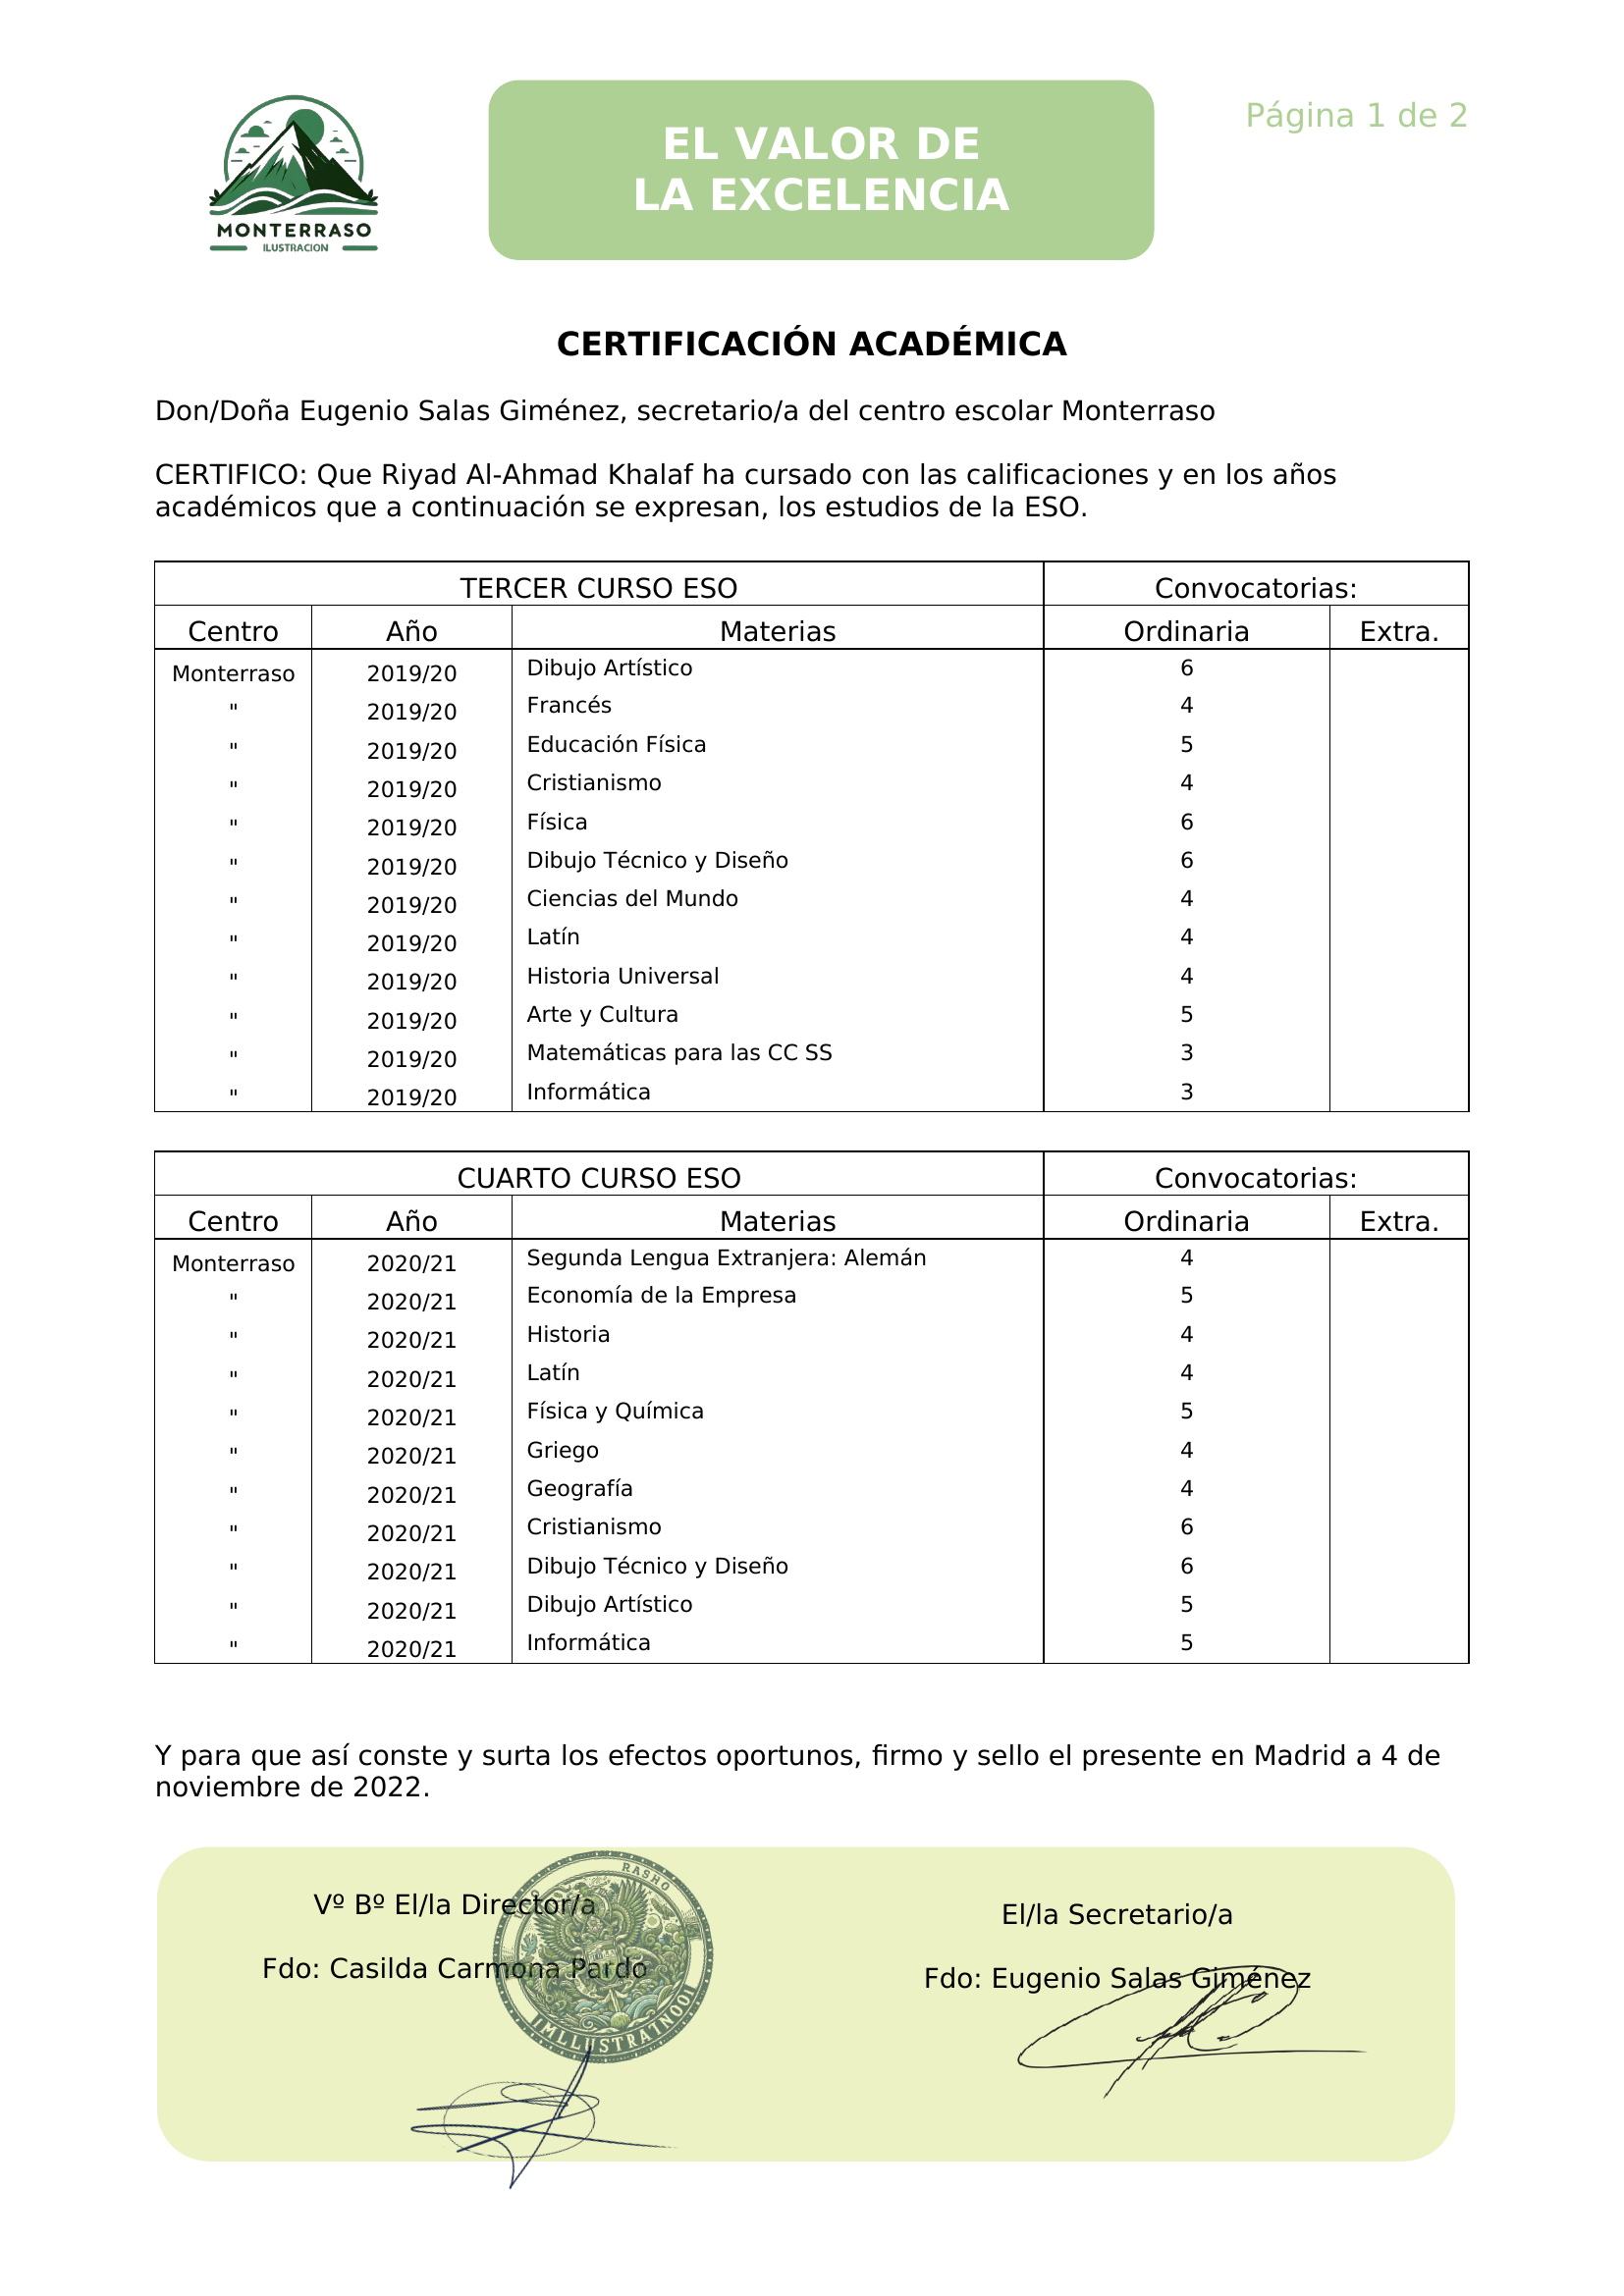 MONTERRASO
ILUSTRACION
EL VALOR DE
LA EXCELENCIA
Página 1 de 2
CERTIFICACIÓN ACADÉMICA
Don/Doña Eugenio Salas Giménez, secretario/a del centro escolar Monterraso
CERTIFICO: Que Riyad Al-Ahmad Khalaf ha cursado con las calificaciones y en los años
académicos que a continuación se expresan, los estudios de la ESO.
TERCER CURSO ESO Convocatorias:
Centro Año Materias Ordinaria Extra.
Monterraso 2019/20 Dibujo Artístico 6
" 2019/20 Francés 4
" 2019/20 Educación Física 5
" 2019/20 Cristianismo 4
" 2019/20 Física 6
" 2019/20 Dibujo Técnico y Diseño 6
" 2019/20 Ciencias del Mundo 4
" 2019/20 Latín 4
" 2019/20 Historia Universal 4
" 2019/20 Arte y Cultura 5
" 2019/20 Matemáticas para las CC SS 3
" 2019/20 Informática 3
CUARTO CURSO ESO Convocatorias:
Centro Año Materias Ordinaria Extra.
Monterraso 2020/21 Segunda Lengua Extranjera: Alemán 4
" 2020/21 Economía de la Empresa 5
" 2020/21 Historia 4
" 2020/21 Latín 4
" 2020/21 Física y Química 5
" 2020/21 Griego 4
" 2020/21 Geografía 4
" 2020/21 Cristianismo 6
" 2020/21 Dibujo Técnico y Diseño 6
" 2020/21 Dibujo Artístico 5
" 2020/21 Informática 5
Y para que así conste y surta los efectos oportunos, firmo y sello el presente en Madrid a 4 de
noviembre de 2022.
Vº Bº El/la Director/a
Fdo: Casilda Carmona Pardo
RASHO
IMLLUSTRATNOOI
El/la Secretario/a
Fdo: Eugenio Salas Giménez